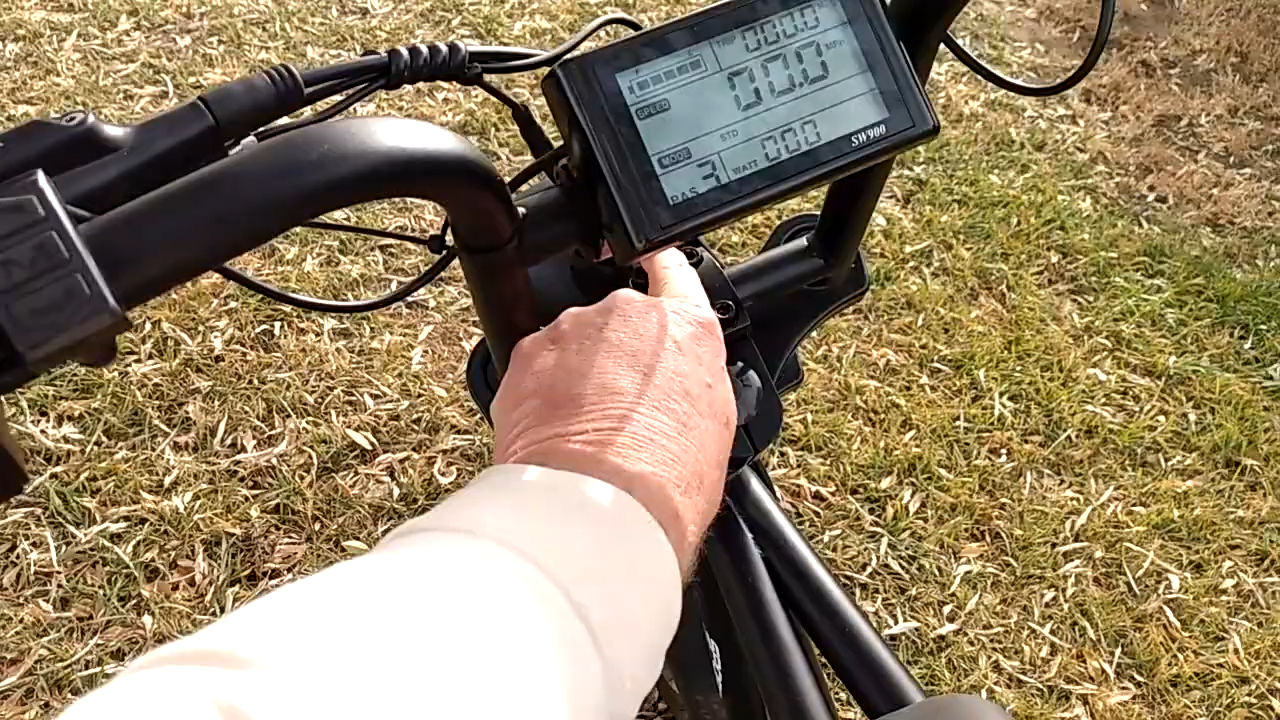 TRIP 000.0
SPEED 00.0 MPH
STD
MODE WATT 000
PAS 3
SW900